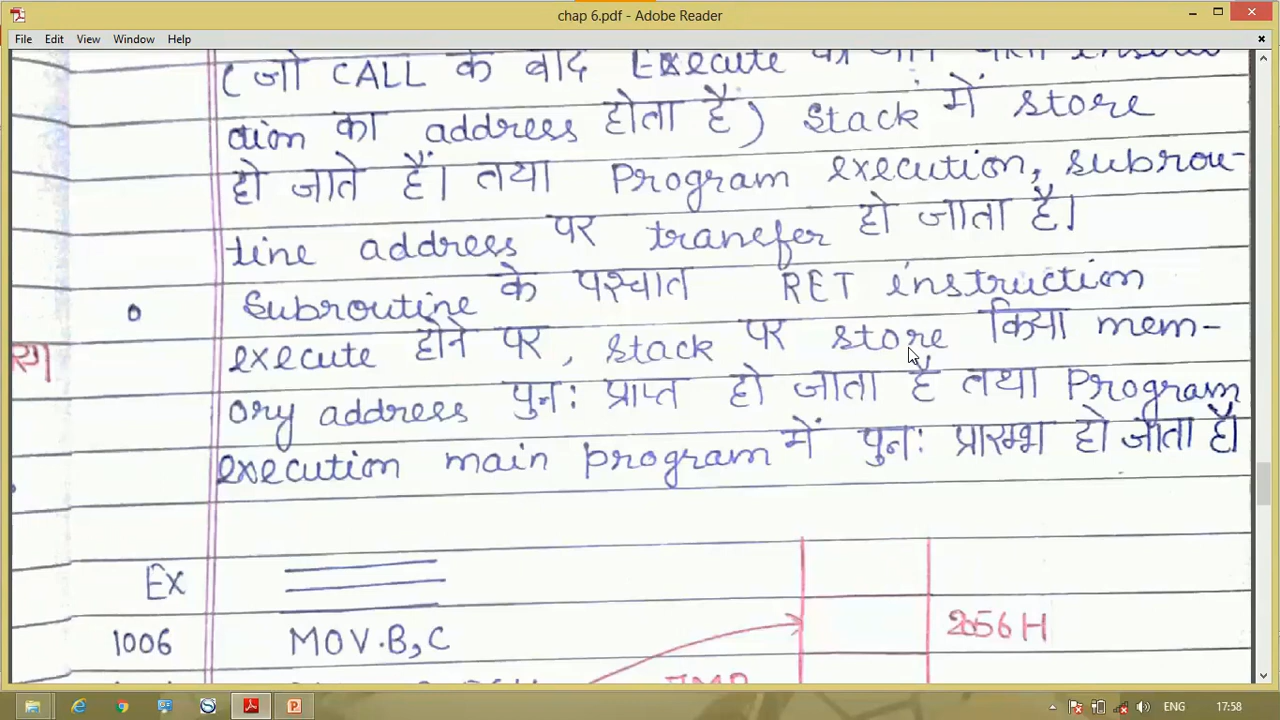 chap 6.pdf - Adobe Reader
File Edit View Window Help
(जो CALL के बाद Execute
ction का address होता है) Stack में store
हो जाते हैं। तथा Program execution, subrou-
tine address पर transfer हो जाता है।
Subroutine के पश्चात RET instruction
execute होने पर, stack पर store किया mem-
ory address पुनः प्राप्त हो जाता है तथा Program
execution main program में पुनः प्रारम्भ हो जाता है
Ex
1006 MOV.B,C 2056H
ENG 17:58